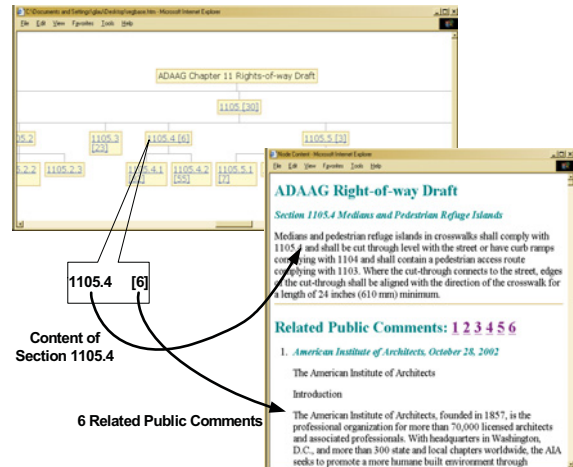 C:\Documents and Settings\glau\Desktop\regbase.htm - Microsoft Internet Explorer
File Edit View Favorites Tools Help
ADAAG Chapter 11 Rights-of-way Draft
1105 [30]
05.2
1105.3
[23]
1105.4 [6]
1105.5 [3]
5.2.2
1105.2.3
1105.4.1
1105.4.2
[55]
1105.5.1
[7]
Node Content - Microsoft Internet Explorer
File Edit View Favorites Tools Help
ADAAG Right-of-way Draft
Section 1105.4 Medians and Pedestrian Refuge Islands
Medians and pedestrian refuge islands in crosswalks shall comply with
1105.4 and shall be cut through level with the street or have curb ramps
complying with 1104 and shall contain a pedestrian access route
complying with 1103. Where the cut-through connects to the street, edges
of the cut-through shall be aligned with the direction of the crosswalk for
a length of 24 inches (610 mm) minimum.
1105.4 [6]
Content of
Section 1105.4
6 Related Public Comments
Related Public Comments: 1 2 3 4 5 6
1. American Institute of Architects, October 28, 2002
The American Institute of Architects
Introduction
The American Institute of Architects, founded in 1857, is the
professional organization for more than 70,000 licensed architects
and associated professionals. With headquarters in Washington,
D.C., and more than 300 state and local chapters worldwide, the AIA
seeks to promote a more humane built environment through